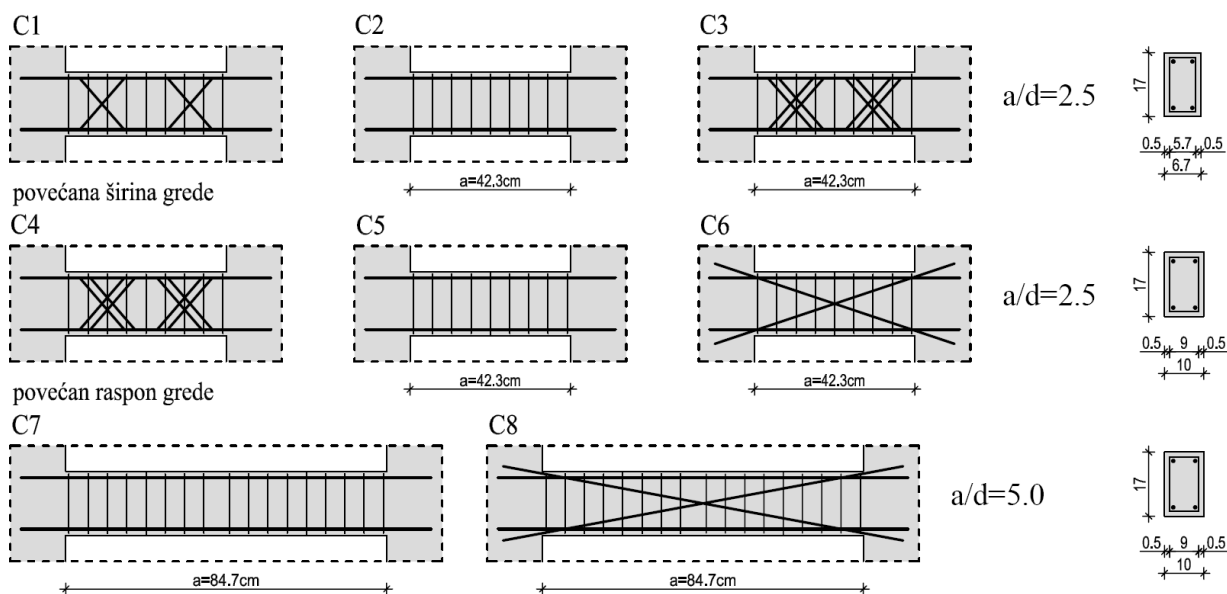 C1 C2 C3
a/d=2.5
17
0.5 5.7 0.5
6.7
a=42.3cm a=42.3cm
povećana širina grede
C4 C5 C6
a/d=2.5
17
0.5 9 0.5
10
a=42.3cm a=42.3cm
povećan raspon grede
C7 C8
a/d=5.0
17
0.5 9 0.5
10
a=84.7cm a=84.7cm